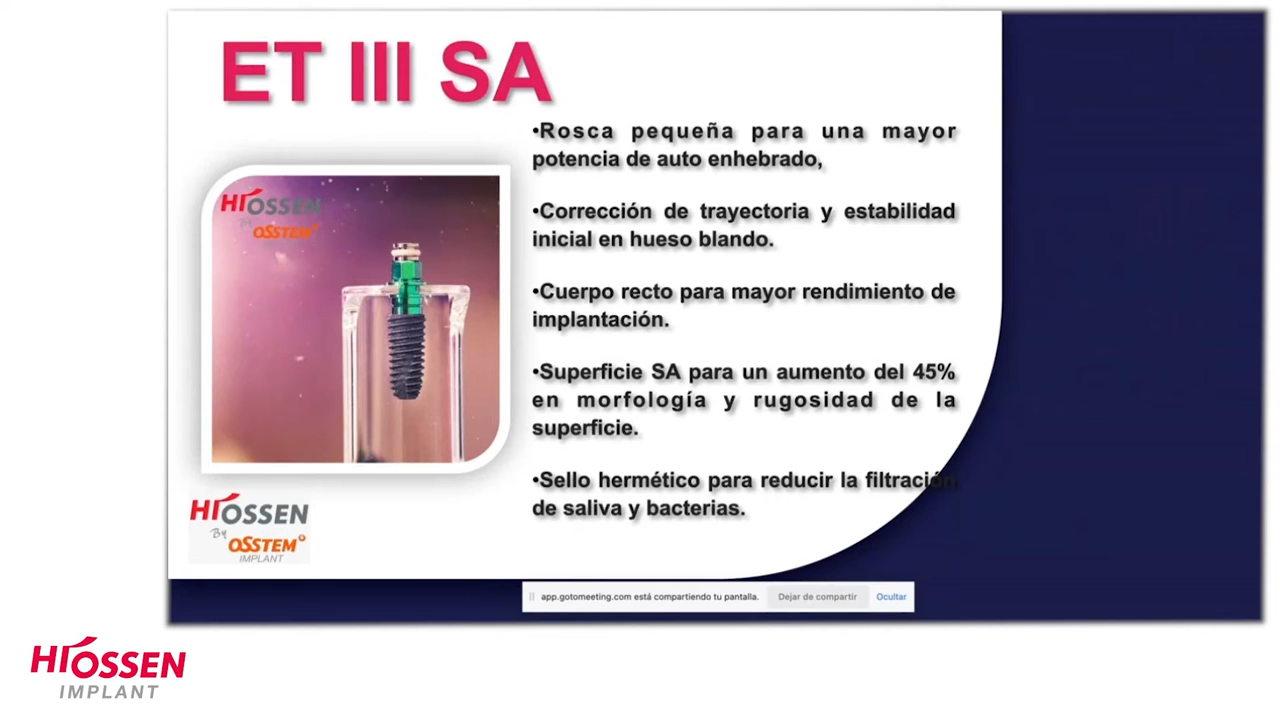 ET III SA
•Rosca pequeña para una mayor
potencia de auto enhebrado,
•Corrección de trayectoria y estabilidad
inicial en hueso blando.
•Cuerpo recto para mayor rendimiento de
implantación.
•Superficie SA para un aumento del 45%
en morfología y rugosidad de la
superficie.
•Sello hermético para reducir la filtración
de saliva y bacterias.
HIOSSEN
By
OSSTEM
HIOSSEN
By
OSSTEM
IMPLANT
app.gotomeeting.com está compartiendo tu pantalla. Dejar de compartir Ocultar
HIOSSEN
IMPLANT